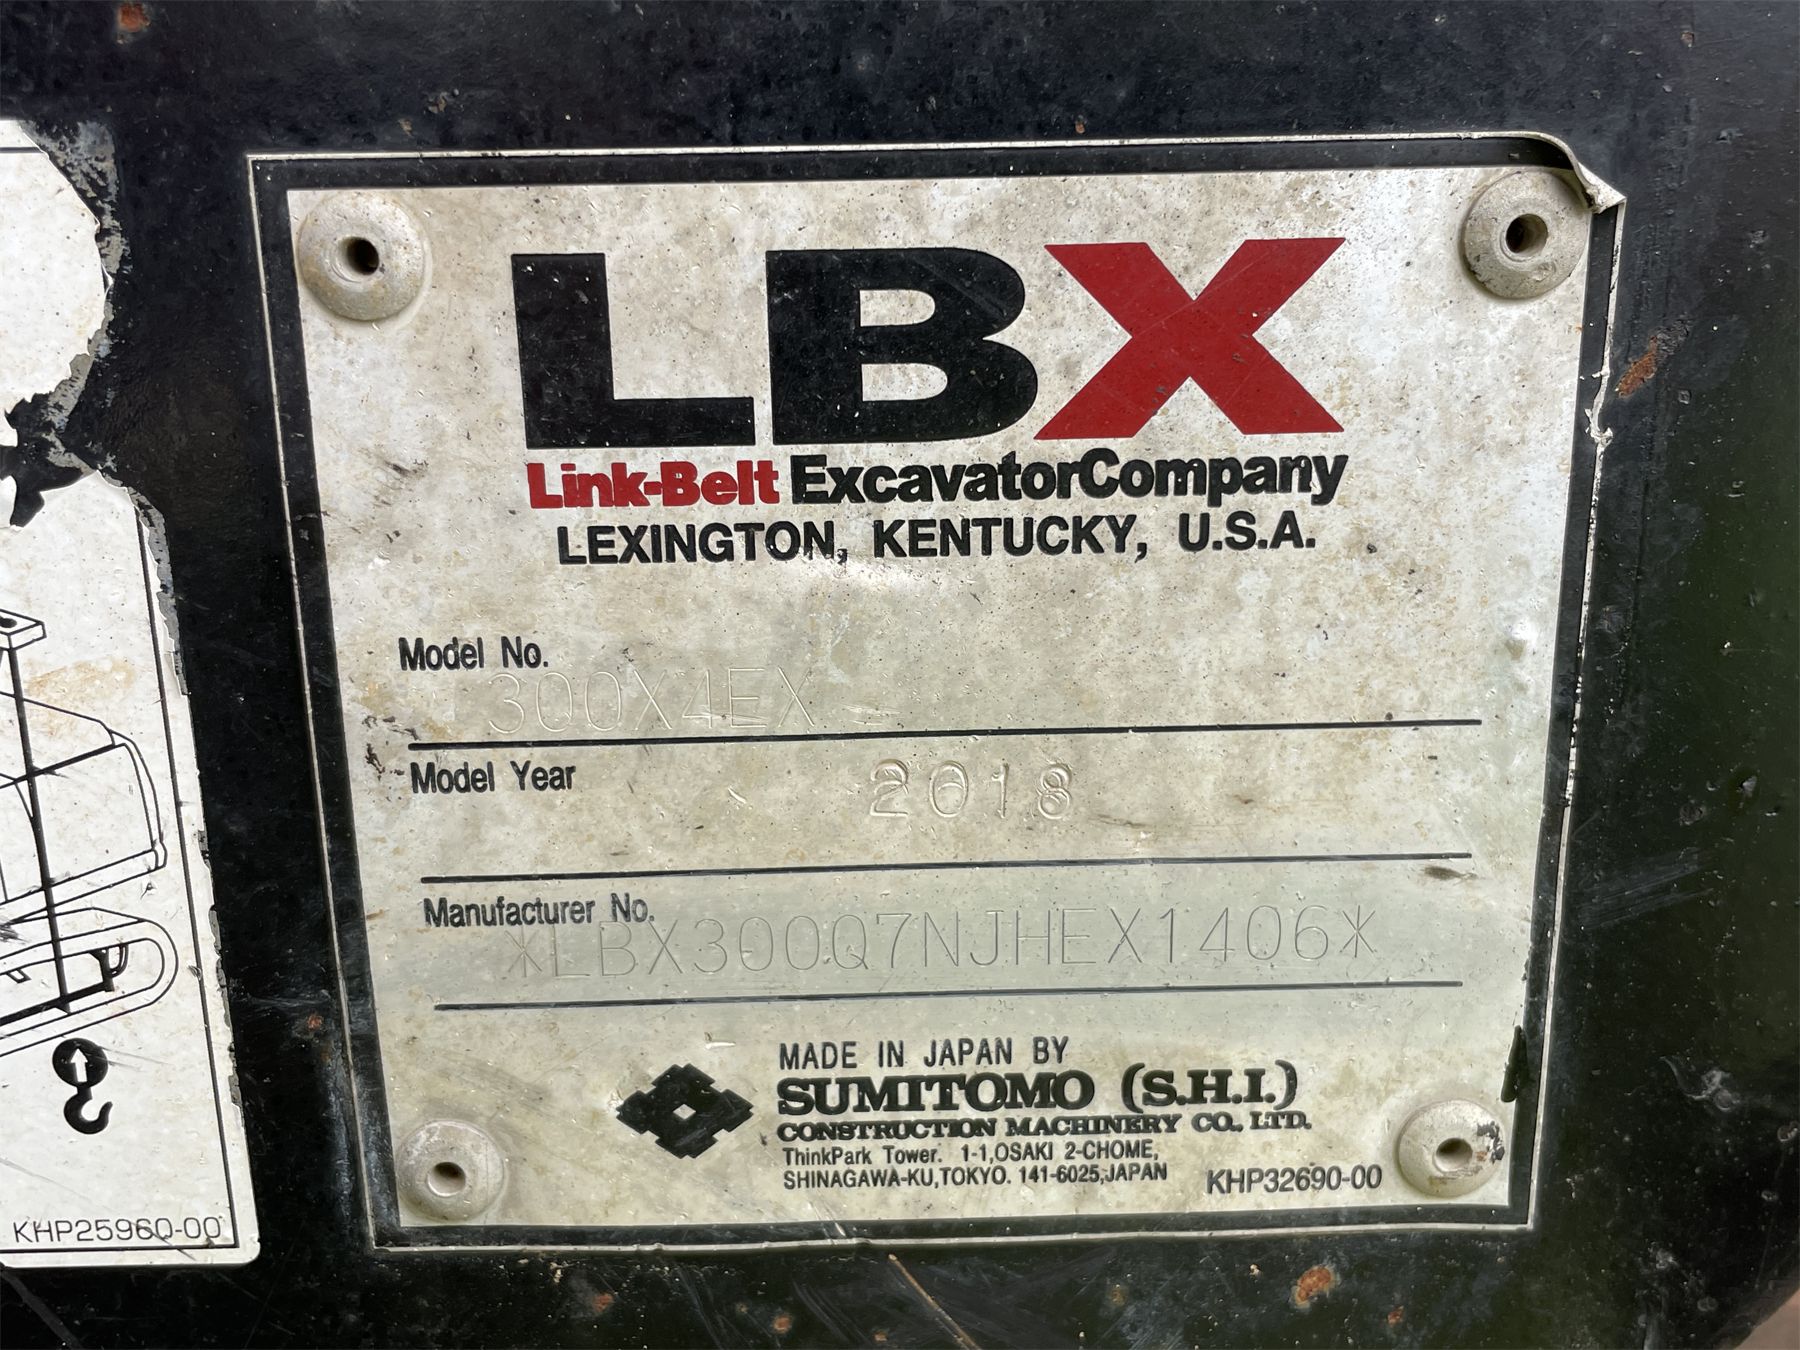 LBX
Link-Belt ExcavatorCompany
LEXINGTON, KENTUCKY, U.S.A.
Model No.
300X4EX
Model Year 2018
Manufacturer No.
*LBX300Q7NJHEX1406*
MADE IN JAPAN BY
SUMITOMO (S.H.I.)
CONSTRUCTION MACHINERY CO., LTD.
ThinkPark Tower. 1-1,OSAKI 2-CHOME,
SHINAGAWA-KU,TOKYO. 141-6025,JAPAN
KHP32690-00
KHP25960-00